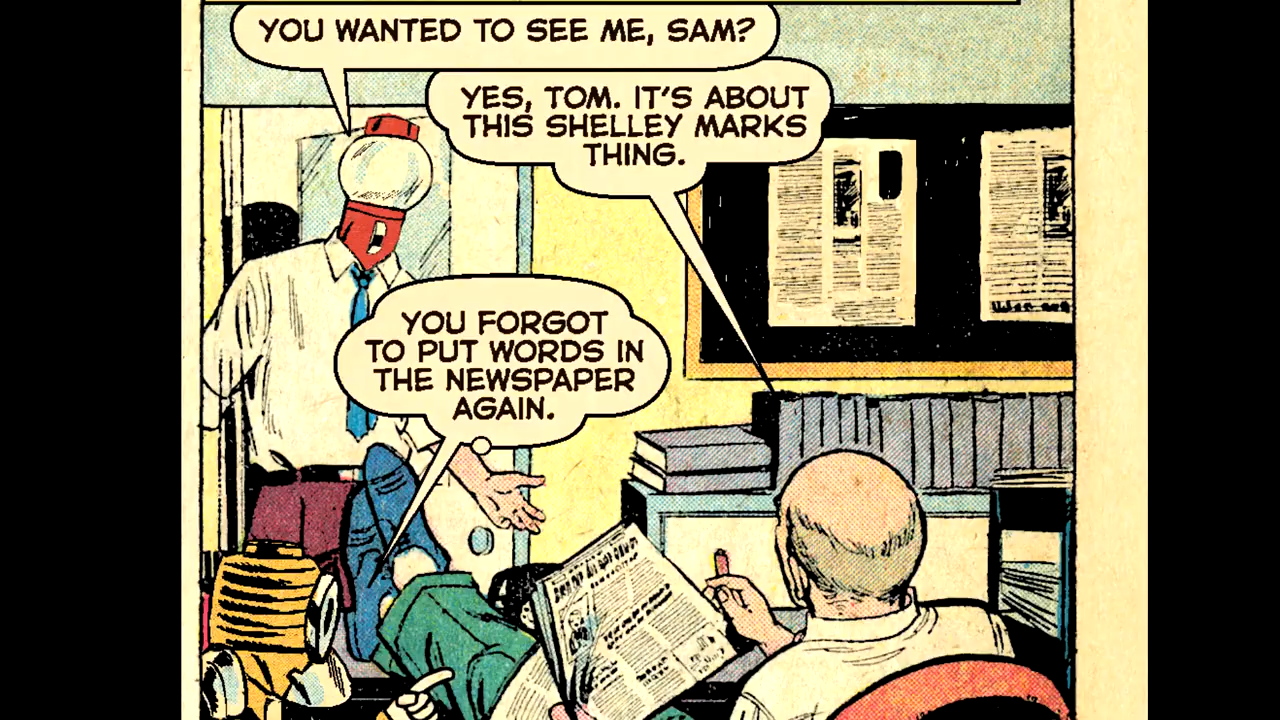 YOU WANTED TO SEE ME, SAM?
YES, TOM. IT'S ABOUT
THIS SHELLEY MARKS
THING.
YOU FORGOT
TO PUT WORDS IN
THE NEWSPAPER
AGAIN.